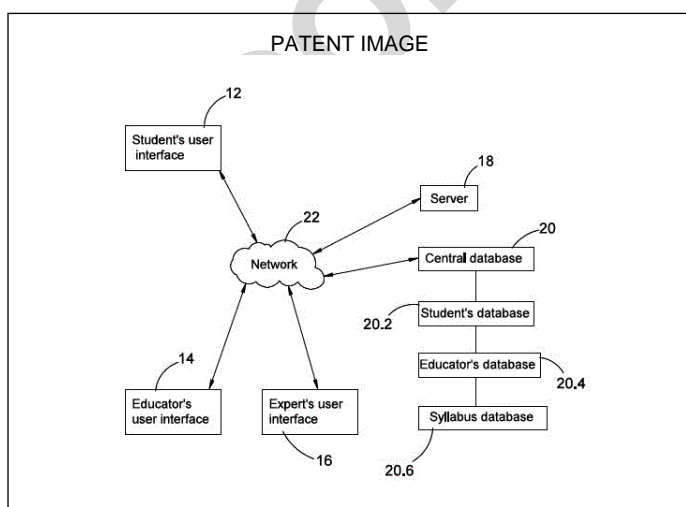 PATENT IMAGE
12
Student's user
interface
18
Server
22
Network
20
Central database
20.2
Student's database
14
Educator's database
20.4
Educator's
user interface
Expert's user
interface
Syllabus database
16
20.6